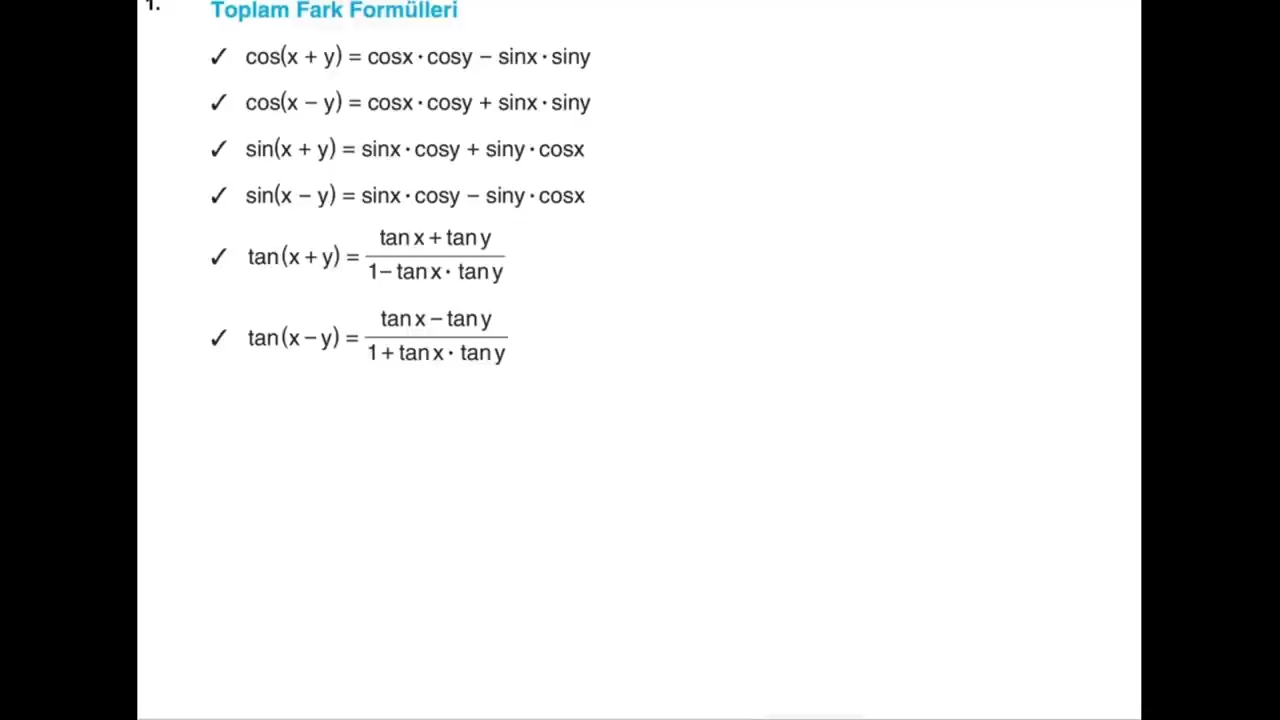 1. Toplam Fark Formülleri
✓ cos(x + y) = cosx · cosy − sinx · siny
✓ cos(x − y) = cosx · cosy + sinx · siny
✓ sin(x + y) = sinx · cosy + siny · cosx
✓ sin(x − y) = sinx · cosy − siny · cosx
tan x + tan y
✓ tan(x + y) =
1 − tan x · tan y
tan x − tan y
✓ tan(x − y) =
1 + tan x · tan y